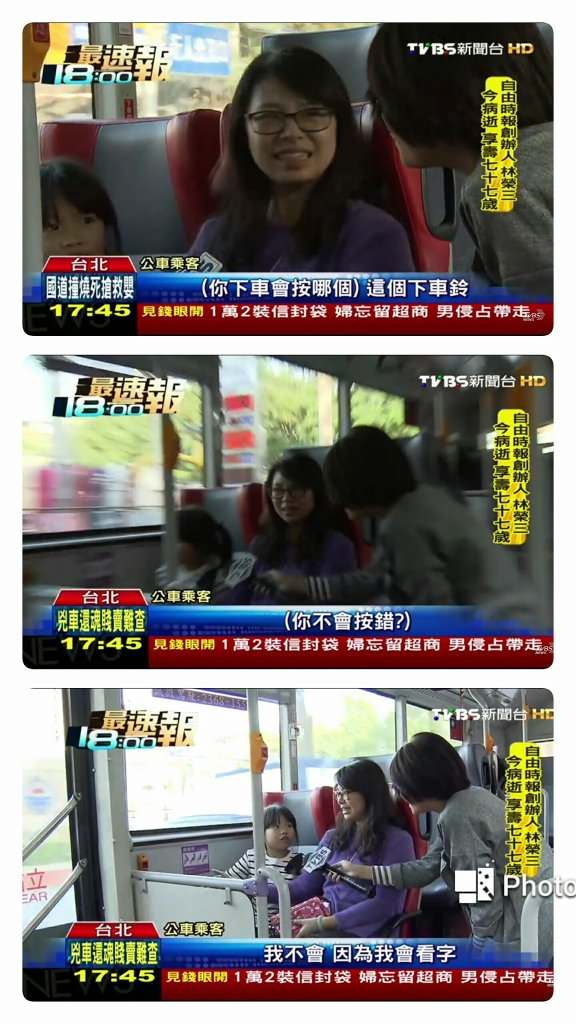 最速報
18:00
TVBS新聞台 HD
自由時報創辦人 林榮三
今病逝 享壽七十七歲
台北
公車乘客
國道撞燒死搶救嬰
(你下車會按哪個) 這個下車鈴
17:45
見錢眼開 1萬2裝信封袋 婦忘留超商 男侵占帶走
最速報
18:00
TVBS新聞台 HD
自由時報創辦人 林榮三
今病逝 享壽七十七歲
台北
公車乘客
兇車還魂賤賣難查
(你不會按錯?)
17:45
見錢眼開 1萬2裝信封袋 婦忘留超商 男侵占帶走
最速報
18:00
TVBS新聞台 HD
自由時報創辦人 林榮三
今病逝 享壽七十七歲
Photo
台北
公車乘客
兇車還魂賤賣難查
我不會 因為我會看字
17:45
見錢眼開 1萬2裝信封袋 婦忘留超商 男侵占帶走